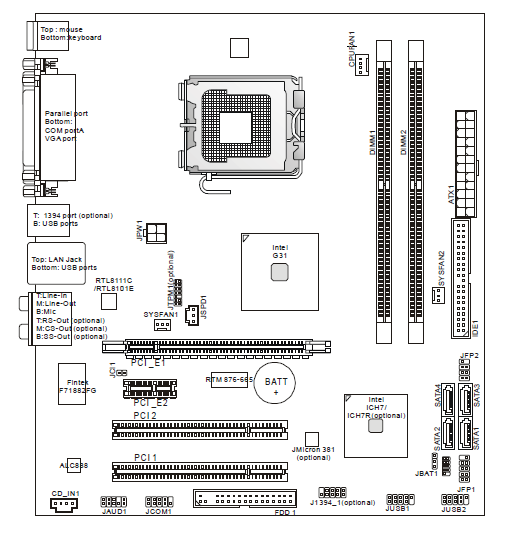 Top : mouse
Bottom:keyboard
CPUFAN1
Parallel port
Bottom:
COM portA
VGA port
DIMM1
DIMM2
ATX1
T: 1394 port (optional)
B: USB ports
JPW1
Intel
G31
Top: LAN Jack
Bottom: USB ports
RTL8111C
/RTL8101E
JTPM1(optional)
JSPD1
SYSFAN2
T:Line-In
M:Line-Out
B:Mic
T:RS-Out (optional)
M:CS-Out (optional)
B:SS-Out (optional)
SYSFAN1
IDE1
PCI_E1
JCI1
JFP2
Fintek
F71882FG
RTM 876-665
BATT
+
PCI_E2
Intel
ICH7/
ICH7R(optional)
SATA4
SATA3
PCI2
SATA2
SATA1
PCI1
JMicron 381
(optional)
ALC888
JBAT1
CD_IN1
JFP1
JAUD1
JCOM1
FDD 1
J1394_1(optional)
JUSB1
JUSB2